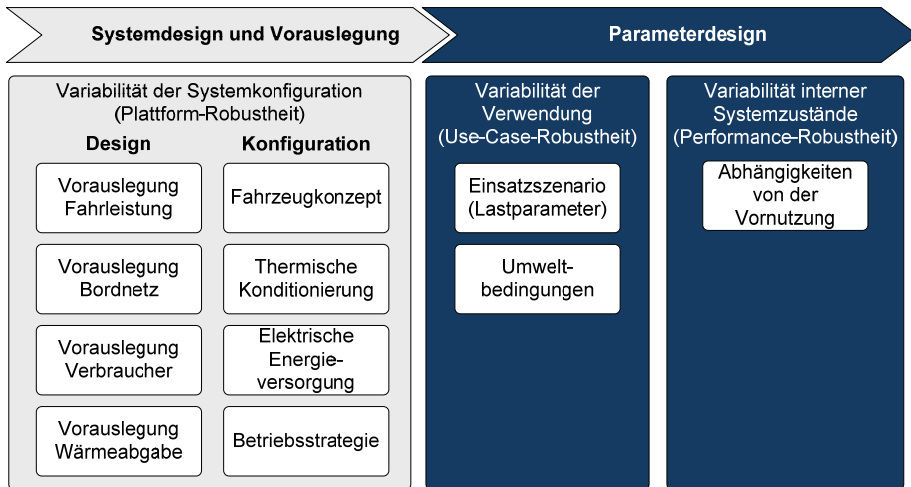 Systemdesign und Vorauslegung
Parameterdesign
Variabilität der Systemkonfiguration
(Plattform-Robustheit)
Design
Konfiguration
Vorauslegung
Fahrleistung
Fahrzeugkonzept
Vorauslegung
Bordnetz
Thermische
Konditionierung
Vorauslegung
Verbraucher
Elektrische
Energie-
versorgung
Vorauslegung
Wärmeabgabe
Betriebsstrategie
Variabilität der
Verwendung
(Use-Case-Robustheit)
Einsatzszenario
(Lastparameter)
Umwelt-
bedingungen
Variabilität interner
Systemzustände
(Performance-Robustheit)
Abhängigkeiten
von der
Vornutzung